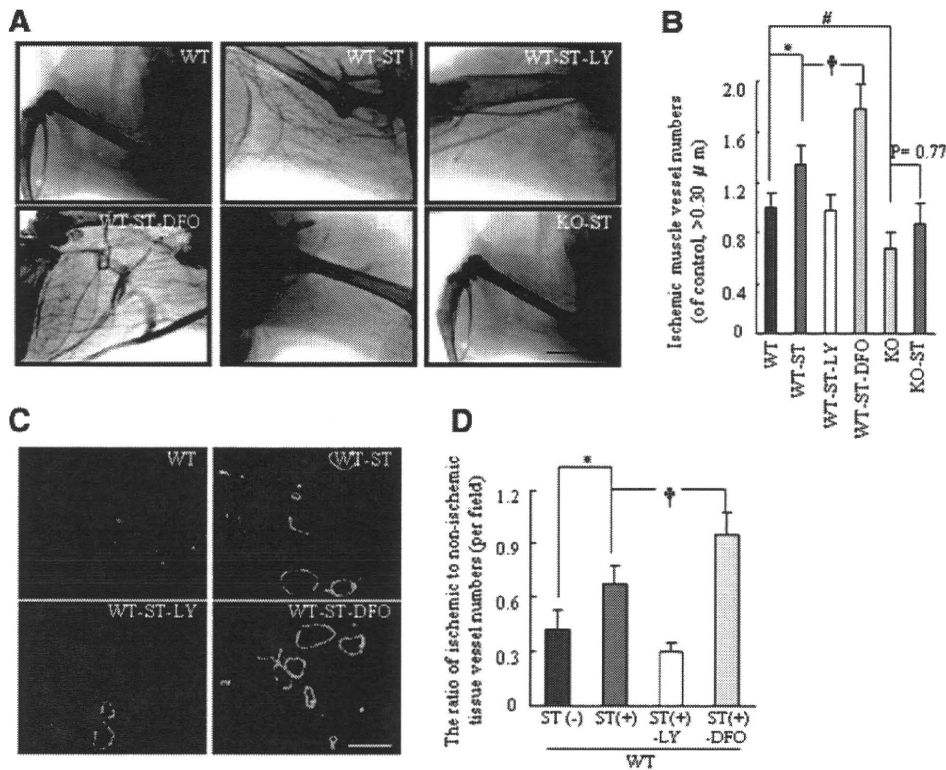 A
WT
WT-ST
WT-ST-LY
WT-ST-DFO
KO-ST
B
Ischemic muscle vessel numbers
(of control, >0.30 μm)
2.0
1.6
1.2
0.8
0.4
0
#
*
†
P= 0.77
WT
WT-ST
WT-ST-LY
WT-ST-DFO
KO
KO-ST
C
WT
WT-ST
WT-ST-LY
WT-ST-DFO
D
The ratio of ischemic to non-ischemic
tissue vessel numbers (per field)
1.2
0.9
0.6
0.3
0
*
†
ST (-)
ST(+)
ST(+)
-LY
ST(+)
-DFO
WT